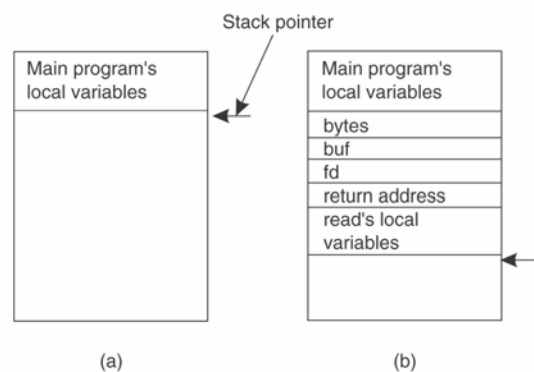 Stack pointer
Main program's
local variables
(a)
Main program's
local variables
bytes
buf
fd
return address
read's local
variables
(b)